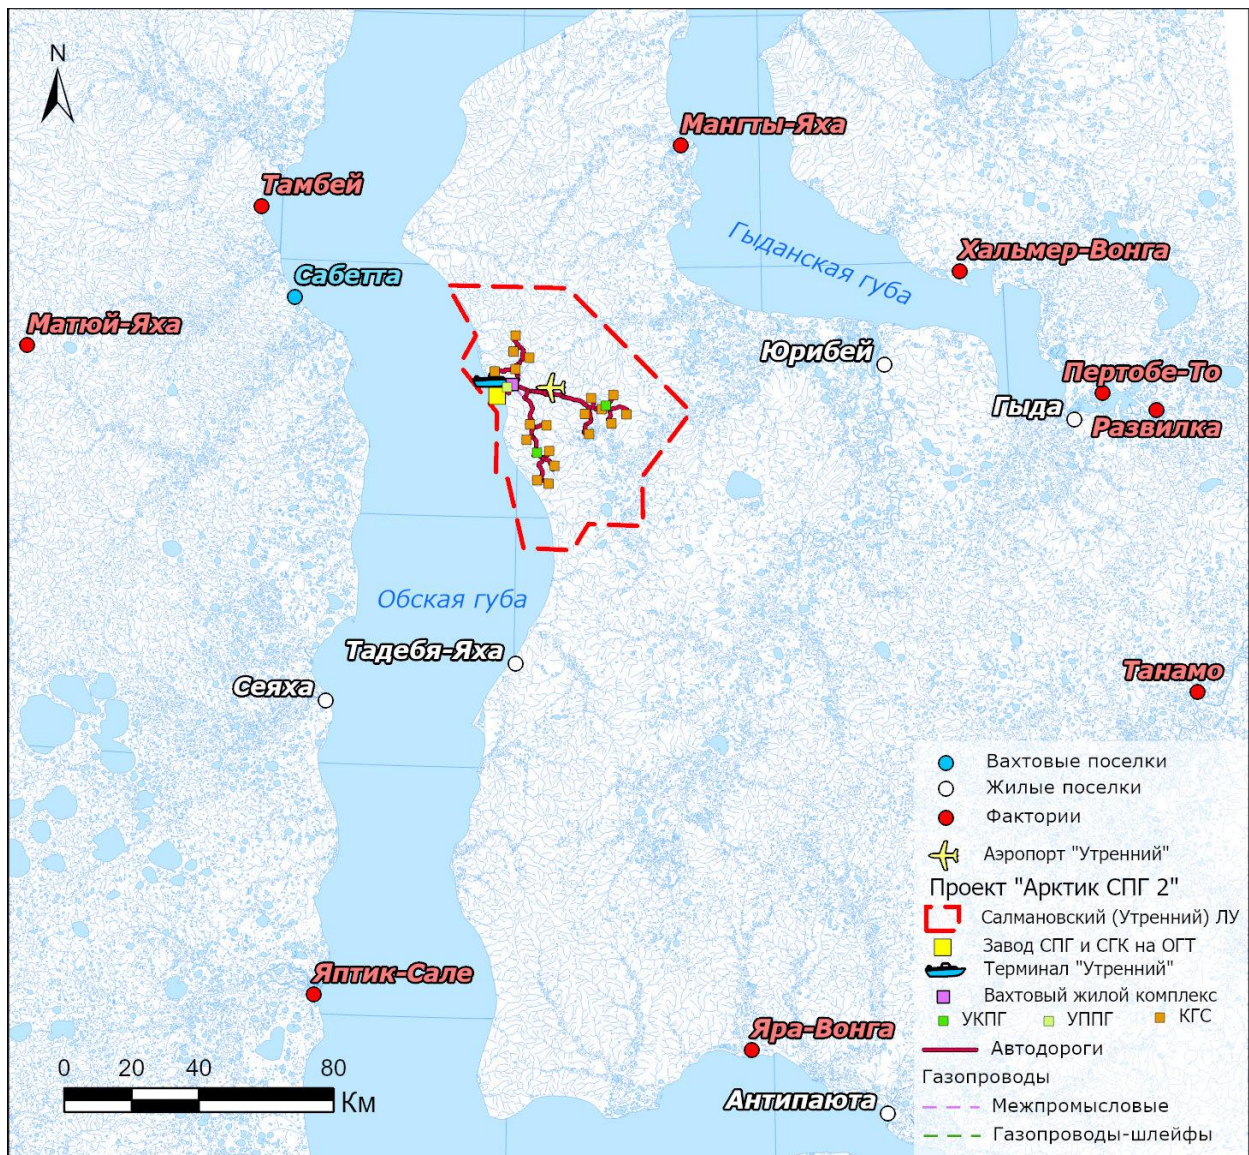 N
Мангты-Яха
Тамбей
Гыданская губа
Хальмер-Вонга
Сабетта
Матюй-Яха
Юрибей
Пертобе-То
Гыда
Развилка
Обская губа
Тадебя-Яха
Сеяха
Танамо
Вахтовые поселки
Жилые поселки
Фактории
Аэропорт "Утренний"
Проект "Арктик СПГ 2"
Салмановский (Утренний) ЛУ
Завод СПГ и СГК на ОГТ
Терминал "Утренний"
Вахтовый жилой комплекс
УКПГ УППГ КГС
Автодороги
Газопроводы
Межпромысловые
Газопроводы-шлейфы
Яптик-Сале
Яра-Вонга
Антипаюта
0 20 40 80
Км